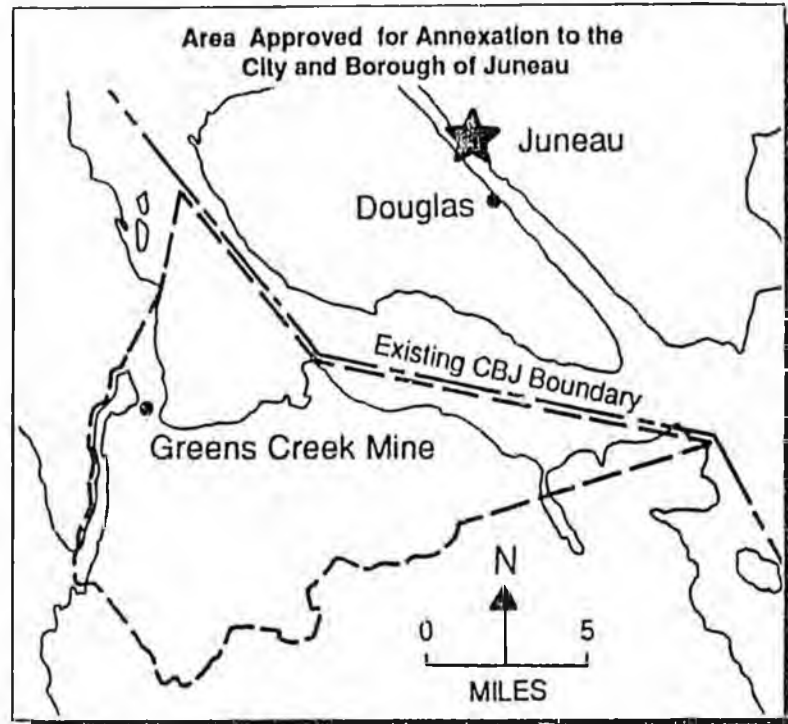 Area Approved for Annexation to the
City and Borough of Juneau
Juneau
Douglas
Existing CBJ Boundary
Greens Creek Mine
N
0 5
MILES